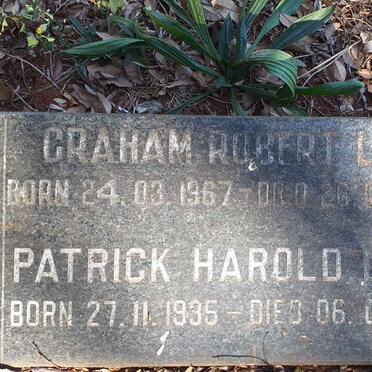 GRAHAM ROBERT L
BORN 24.03.1967 - DIED 26.
PATRICK HAROLD
BORN 27.11.1935 - DIED 06.